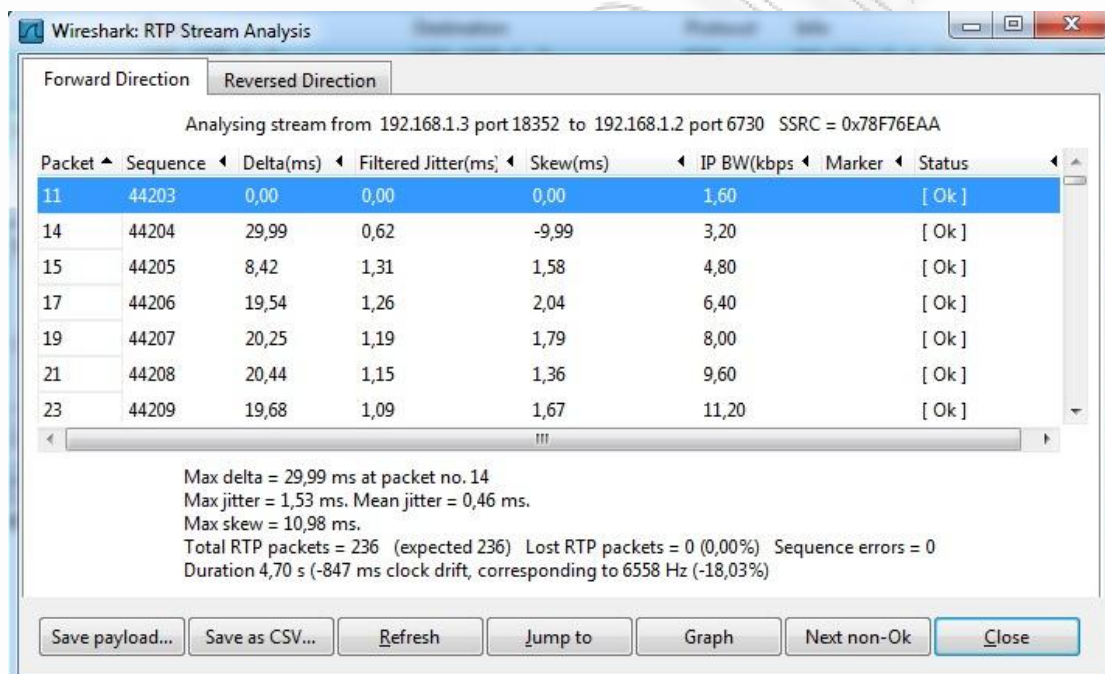 Wireshark: RTP Stream Analysis
Forward Direction Reversed Direction
Analysing stream from 192.168.1.3 port 18352 to 192.168.1.2 port 6730 SSRC = 0x78F76EAA
Packet Sequence Delta(ms) Filtered Jitter(ms) Skew(ms) IP BW(kbps Marker Status
11 44203 0,00 0,00 0,00 1,60 [ Ok ]
14 44204 29,99 0,62 -9,99 3,20 [ Ok ]
15 44205 8,42 1,31 1,58 4,80 [ Ok ]
17 44206 19,54 1,26 2,04 6,40 [ Ok ]
19 44207 20,25 1,19 1,79 8,00 [ Ok ]
21 44208 20,44 1,15 1,36 9,60 [ Ok ]
23 44209 19,68 1,09 1,67 11,20 [ Ok ]
Max delta = 29,99 ms at packet no. 14
Max jitter = 1,53 ms. Mean jitter = 0,46 ms.
Max skew = 10,98 ms.
Total RTP packets = 236 (expected 236) Lost RTP packets = 0 (0,00%) Sequence errors = 0
Duration 4,70 s (-847 ms clock drift, corresponding to 6558 Hz (-18,03%)
Save payload... Save as CSV... Refresh Jump to Graph Next non-Ok Close